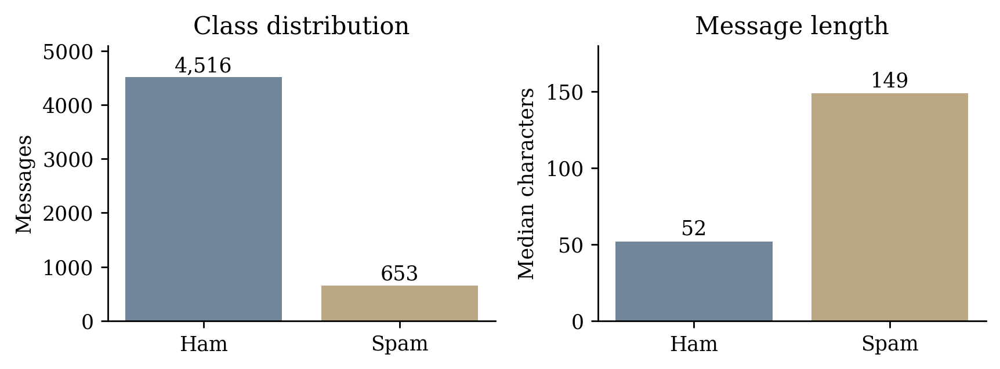 Class distribution
Messages
5000
4000
3000
2000
1000
0
4,516
653
Ham
Spam
Message length
Median characters
150
100
50
0
52
149
Ham
Spam